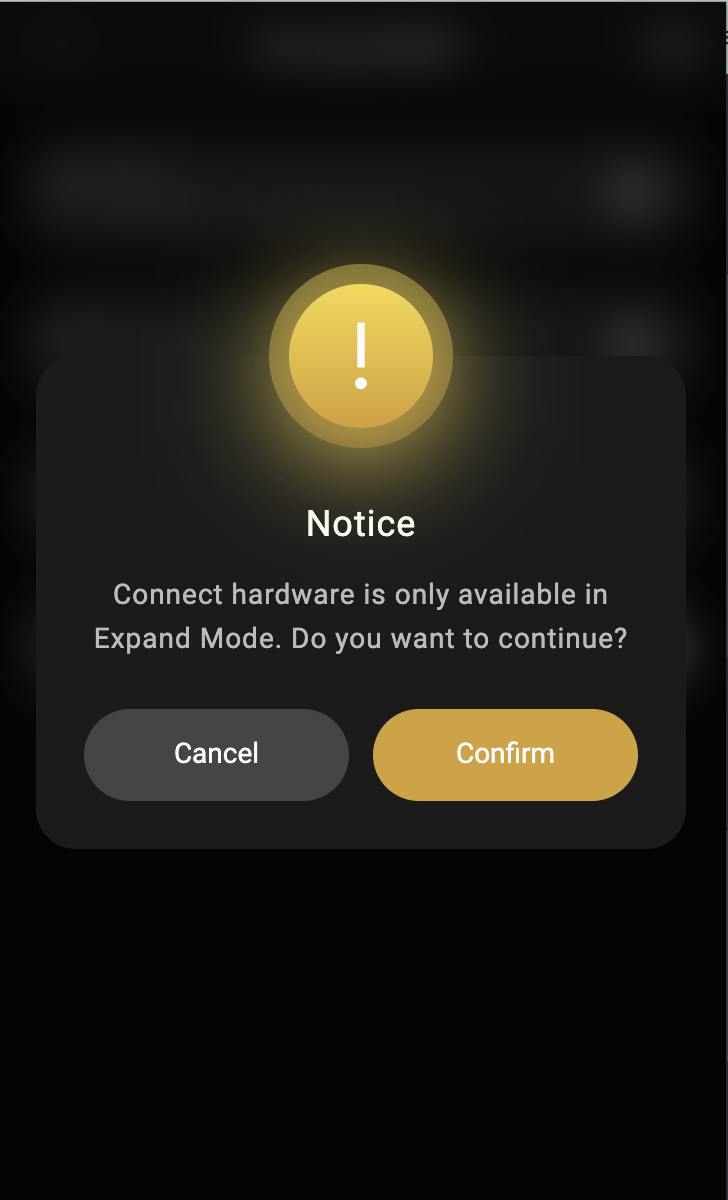 Notice
Connect hardware is only available in
Expand Mode. Do you want to continue?
Cancel
Confirm